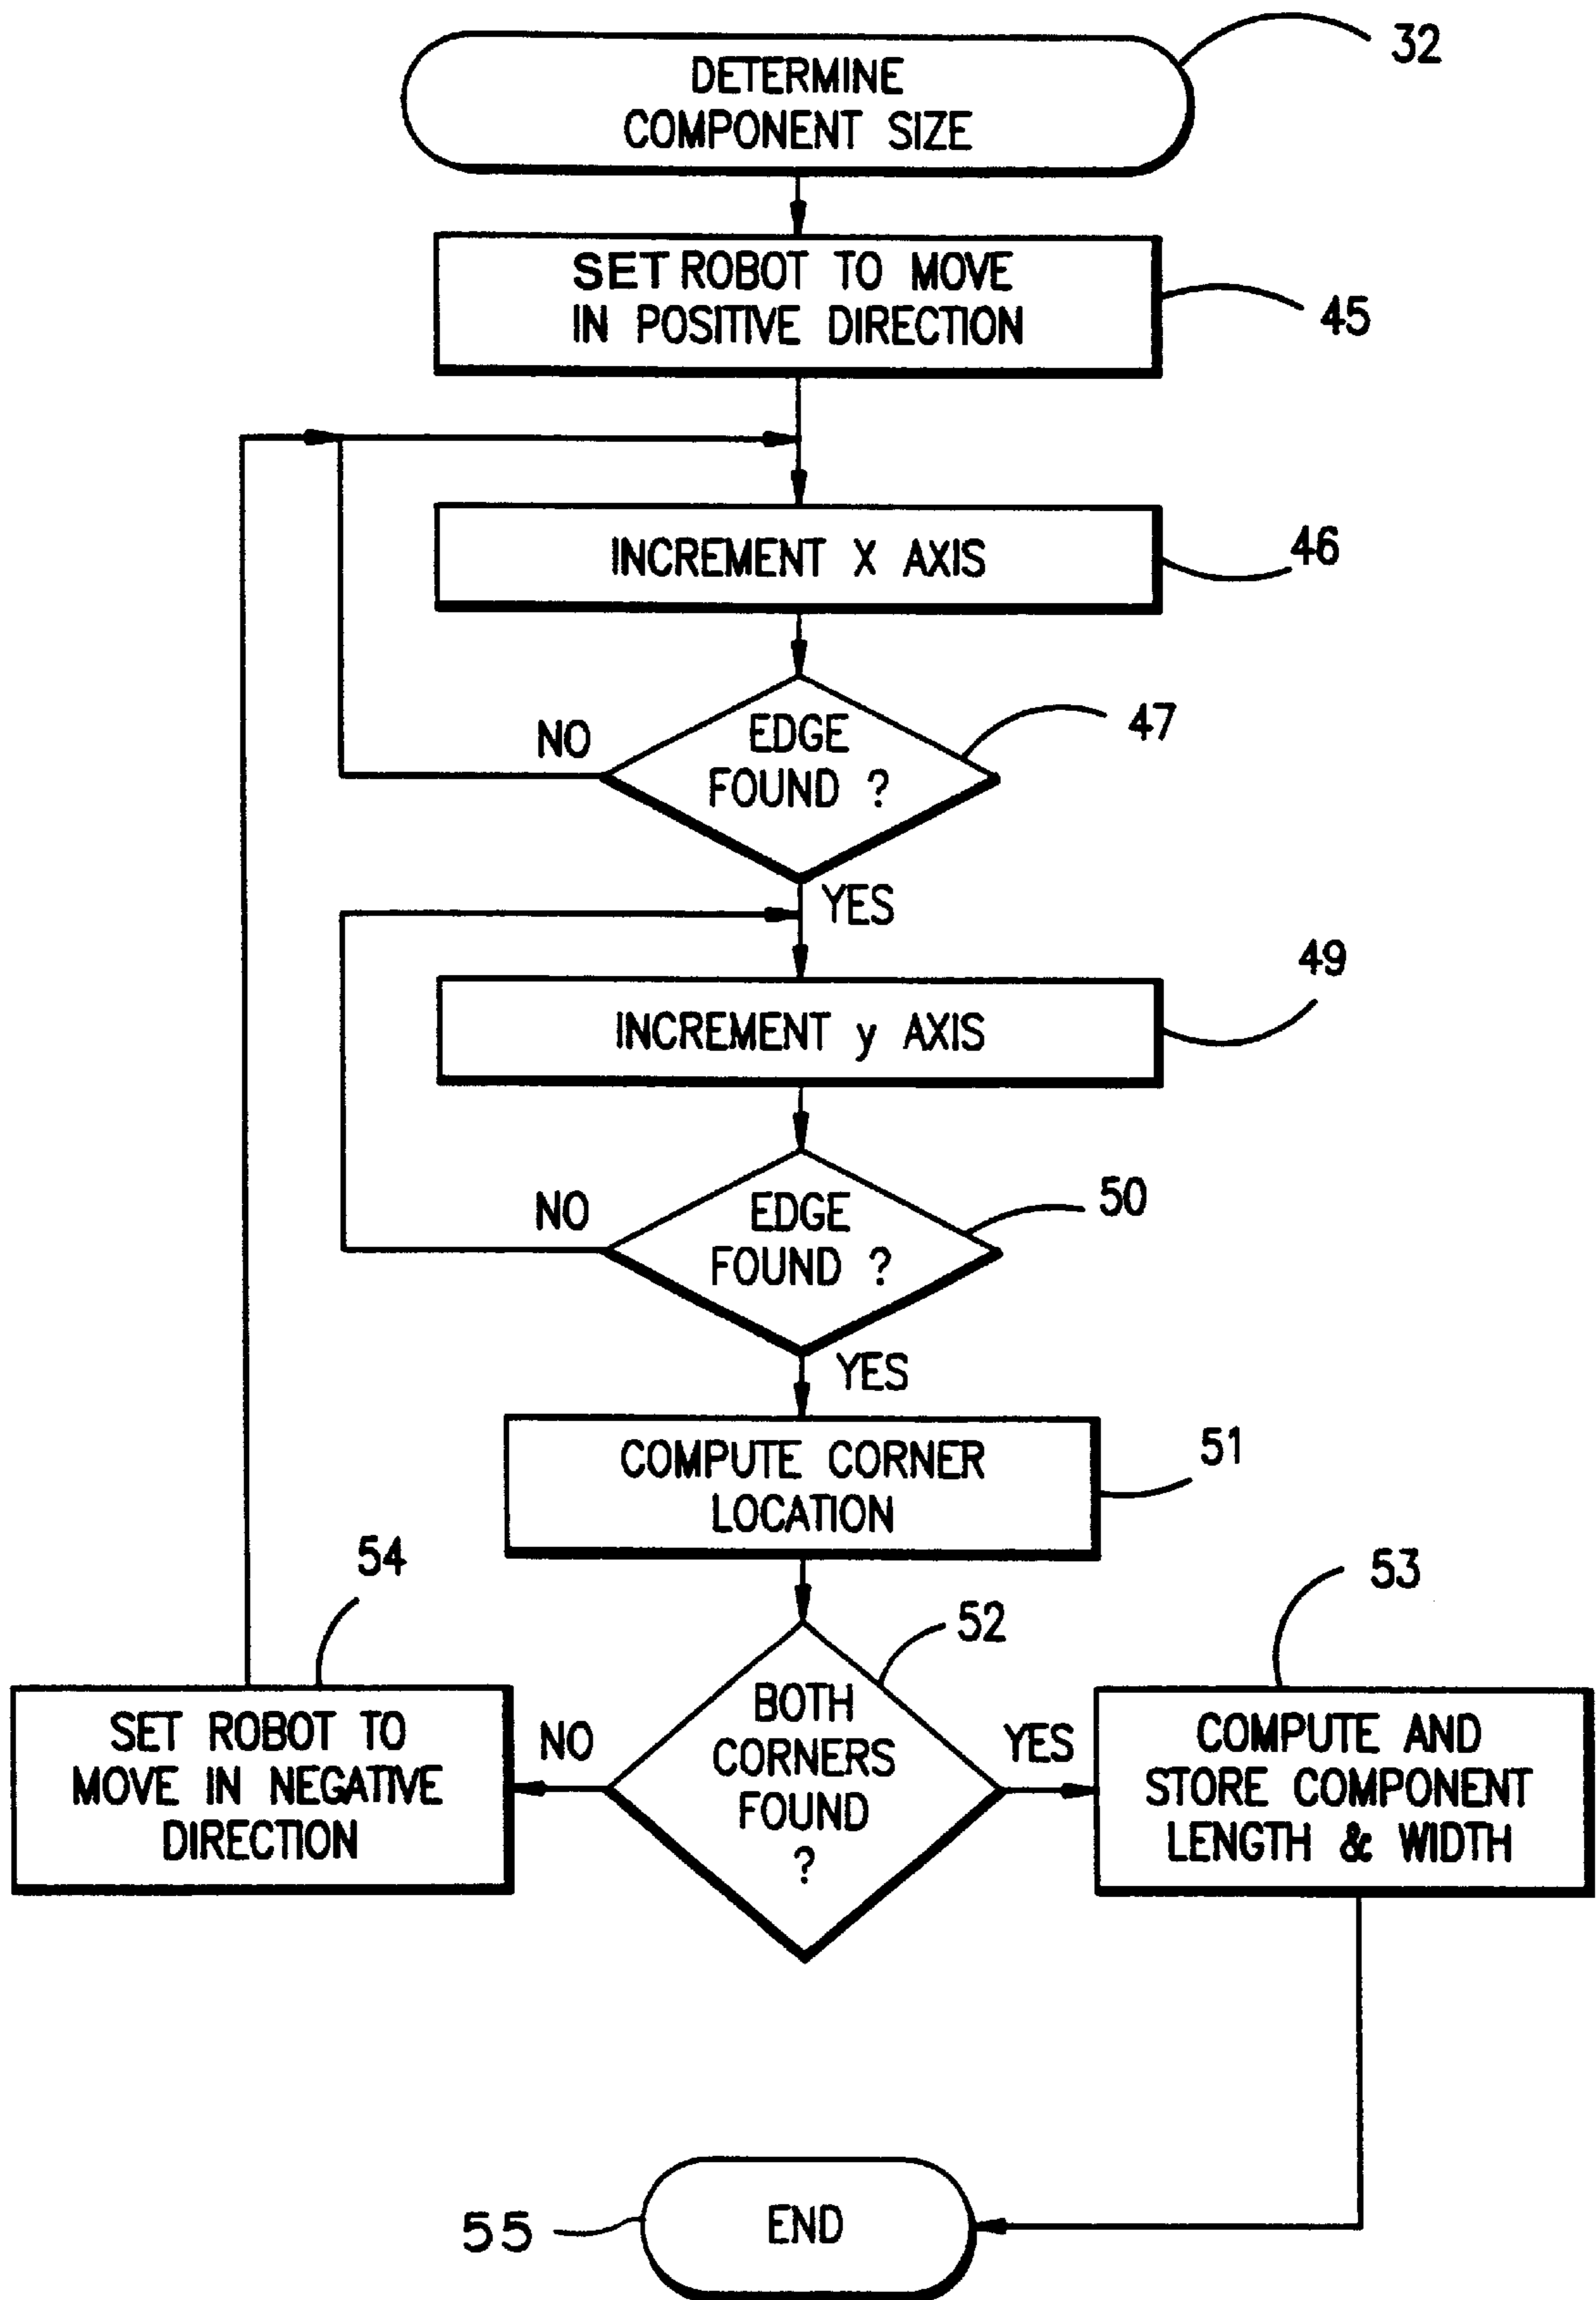 DETERMINE
COMPONENT SIZE
32
SET ROBOT TO MOVE
IN POSITIVE DIRECTION
45
INCREMENT X AXIS
46
EDGE
FOUND ?
47
NO
YES
INCREMENT y AXIS
49
EDGE
FOUND ?
50
NO
YES
COMPUTE CORNER
LOCATION
51
BOTH
CORNERS
FOUND
?
52
NO
YES
SET ROBOT TO
MOVE IN NEGATIVE
DIRECTION
54
COMPUTE AND
STORE COMPONENT
LENGTH & WIDTH
53
END
55